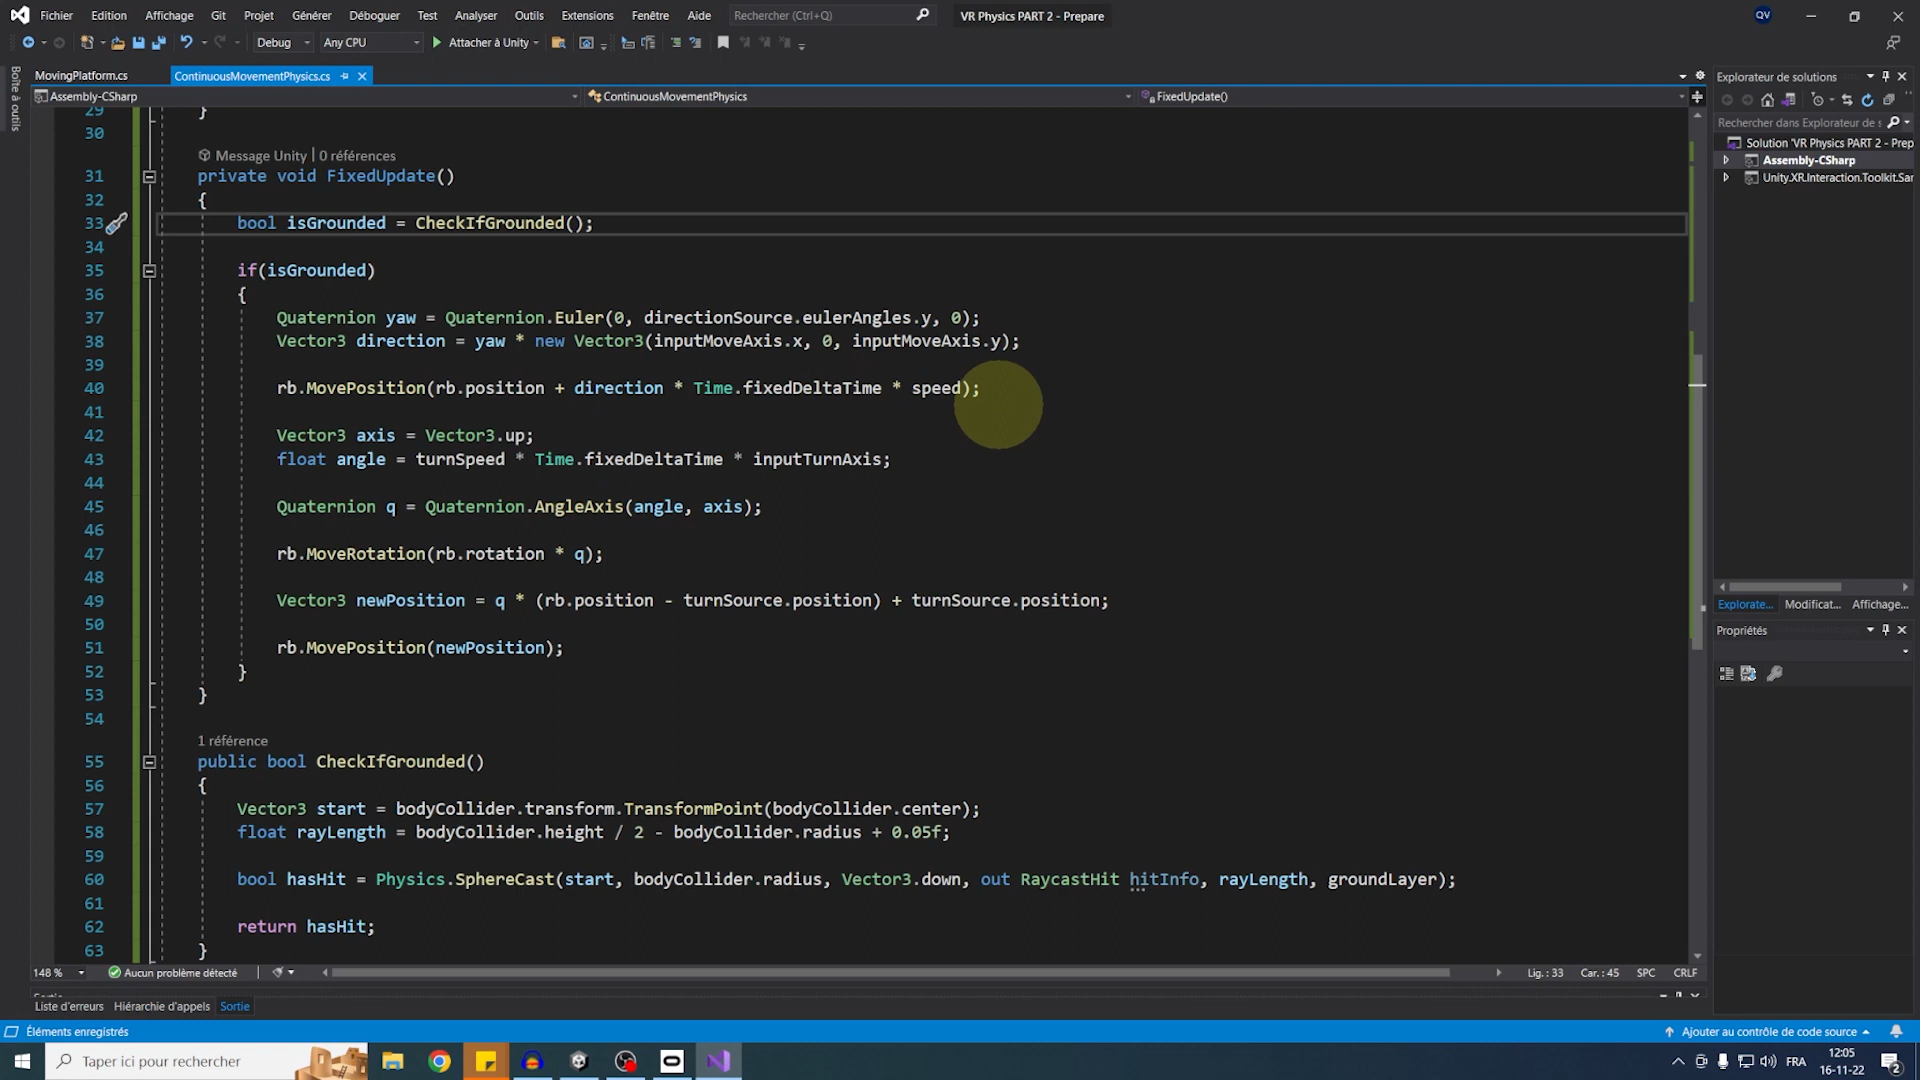 Fichier Edition Affichage Git Projet Générer Déboguer Test Analyser Outils Extensions Fenêtre Aide Rechercher (Ctrl+Q) VR Physics PART 2 - Prepare QV
Debug Any CPU Attacher à Unity
Boîte à outils
MovingPlatform.cs ContinuousMovementPhysics.cs
Assembly-CSharp ContinuousMovementPhysics FixedUpdate()
29 }
30
Message Unity | 0 références
31 private void FixedUpdate()
32 {
33 bool isGrounded = CheckIfGrounded();
34
35 if(isGrounded)
36 {
37 Quaternion yaw = Quaternion.Euler(0, directionSource.eulerAngles.y, 0);
38 Vector3 direction = yaw * new Vector3(inputMoveAxis.x, 0, inputMoveAxis.y);
39
40 rb.MovePosition(rb.position + direction * Time.fixedDeltaTime * speed);
41
42 Vector3 axis = Vector3.up;
43 float angle = turnSpeed * Time.fixedDeltaTime * inputTurnAxis;
44
45 Quaternion q = Quaternion.AngleAxis(angle, axis);
46
47 rb.MoveRotation(rb.rotation * q);
48
49 Vector3 newPosition = q * (rb.position - turnSource.position) + turnSource.position;
50
51 rb.MovePosition(newPosition);
52 }
53 }
54
1 référence
55 public bool CheckIfGrounded()
56 {
57 Vector3 start = bodyCollider.transform.TransformPoint(bodyCollider.center);
58 float rayLength = bodyCollider.height / 2 - bodyCollider.radius + 0.05f;
59
60 bool hasHit = Physics.SphereCast(start, bodyCollider.radius, Vector3.down, out RaycastHit hitInfo, rayLength, groundLayer);
61
62 return hasHit;
63 }
148 % Aucun problème détecté Lig.: 33 Car.: 45 SPC CRLF
Liste d'erreurs Hiérarchie d'appels Sortie
Explorateur de solutions
Rechercher dans Explorateur de s
Solution 'VR Physics PART 2 - Prep
Assembly-CSharp
Unity.XR.Interaction.Toolkit.Sar
Explorate... Modificat... Affichage...
Propriétés
Éléments enregistrés Ajouter au contrôle de code source
Taper ici pour rechercher FRA 12:05
16-11-22 2